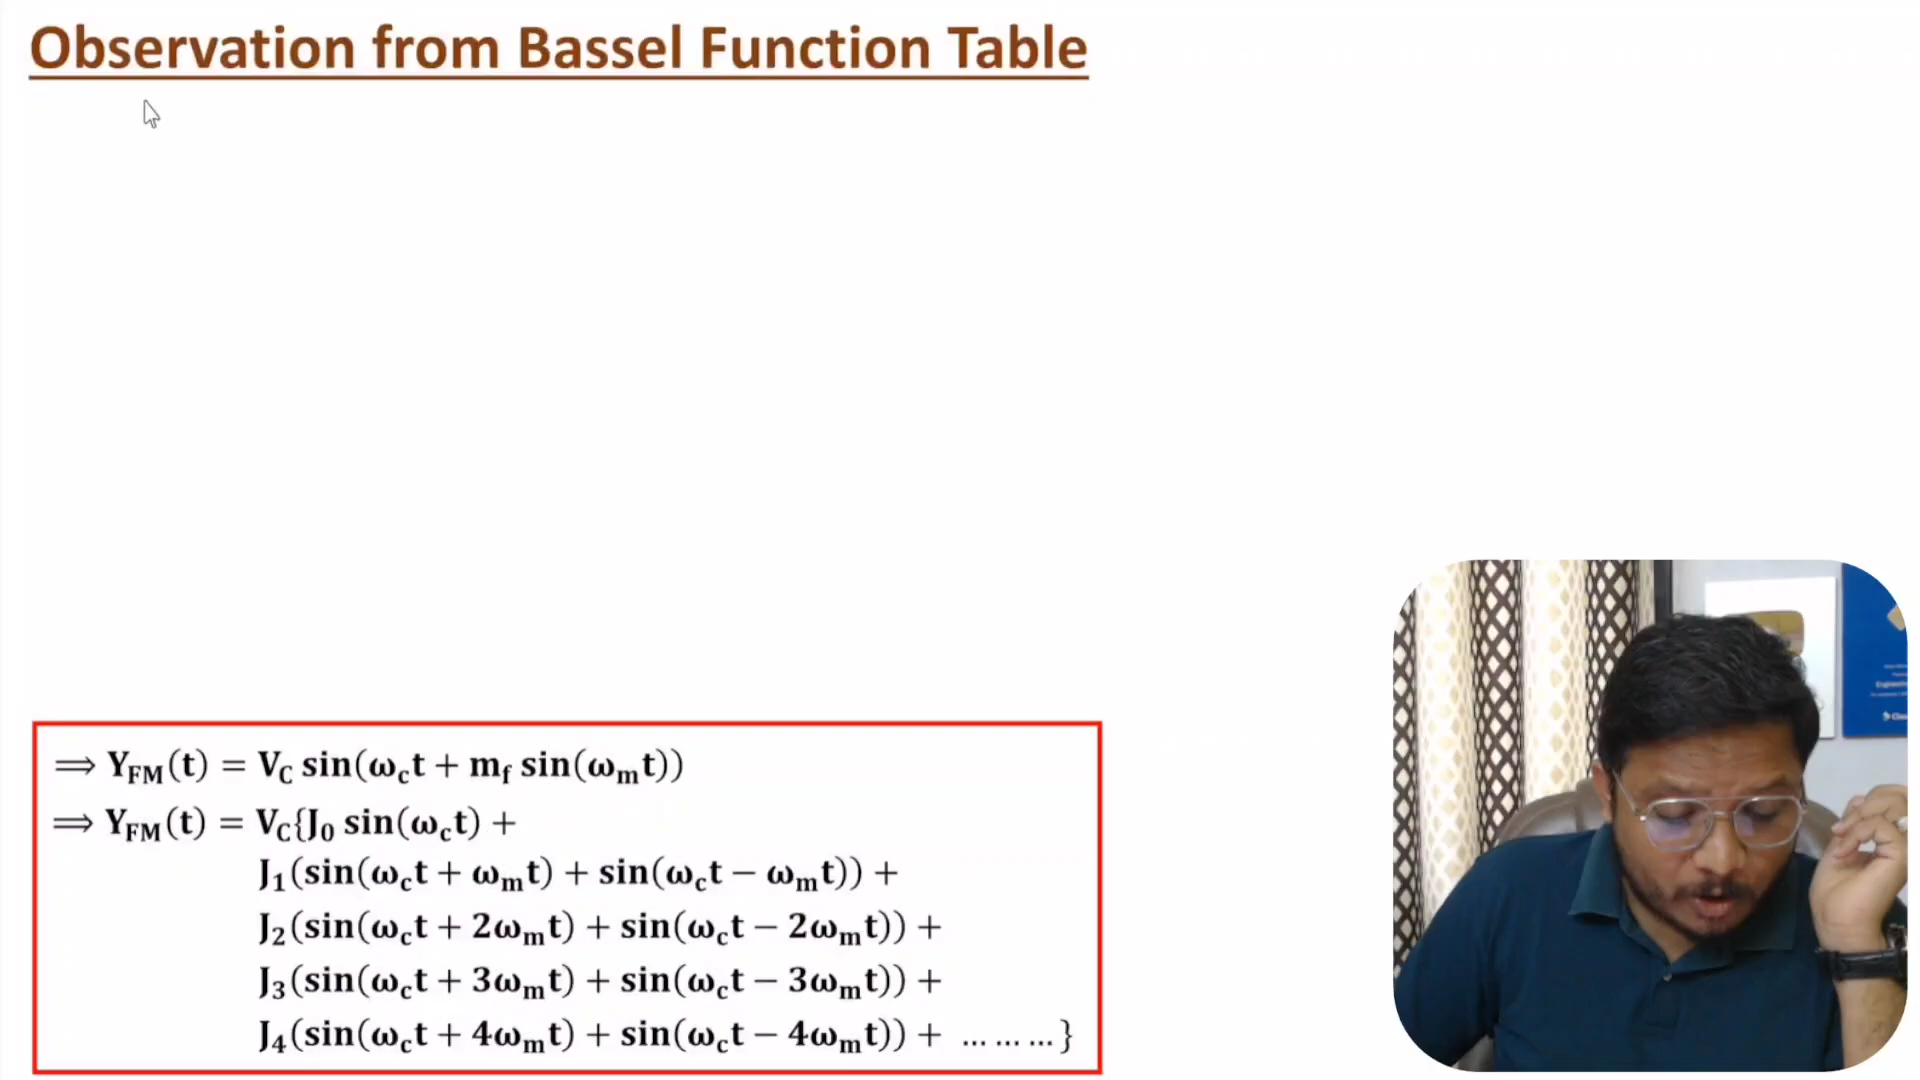 Observation from Bassel Function Table
⟹ Y_FM(t) = V_C sin(ω_c t + m_f sin(ω_m t))
⟹ Y_FM(t) = V_C{J_0 sin(ω_c t) +
J_1(sin(ω_c t + ω_m t) + sin(ω_c t − ω_m t)) +
J_2(sin(ω_c t + 2ω_m t) + sin(ω_c t − 2ω_m t)) +
J_3(sin(ω_c t + 3ω_m t) + sin(ω_c t − 3ω_m t)) +
J_4(sin(ω_c t + 4ω_m t) + sin(ω_c t − 4ω_m t)) + … … …}